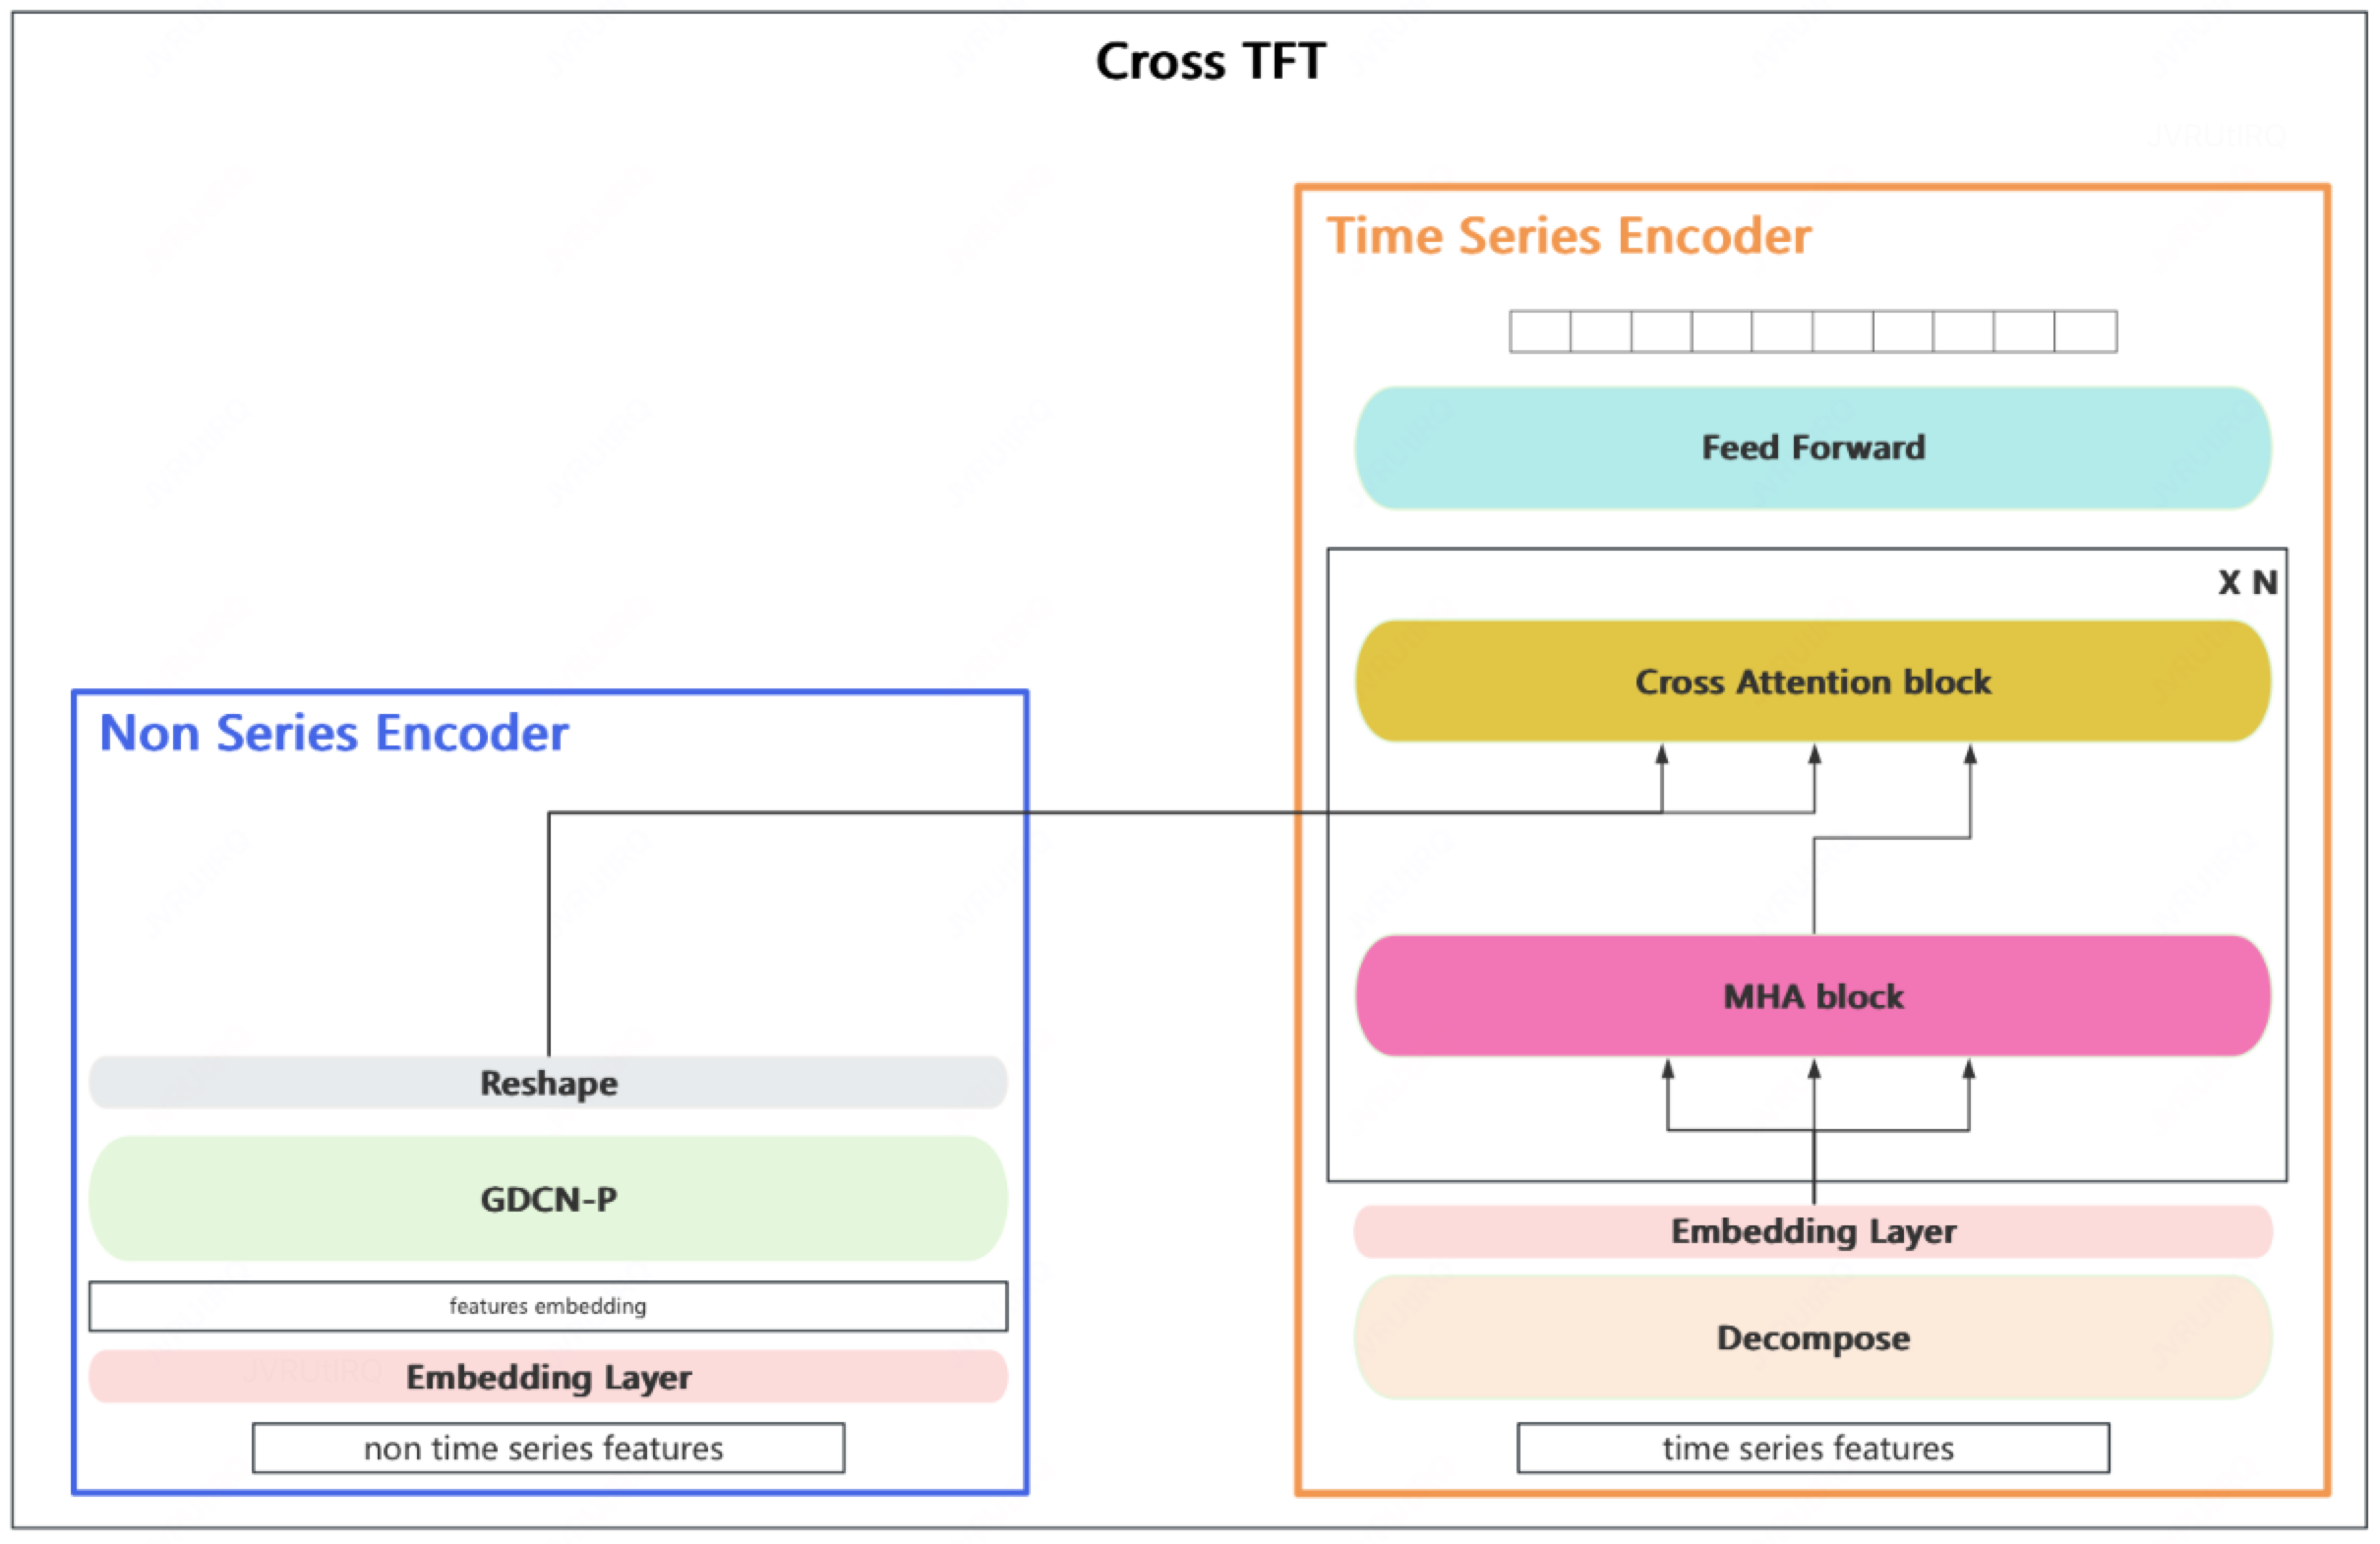 Cross TFT
Time Series Encoder
Feed Forward
X N
Cross Attention block
MHA block
Embedding Layer
Decompose
time series features
Non Series Encoder
Reshape
GDCN-P
features embedding
Embedding Layer
non time series features